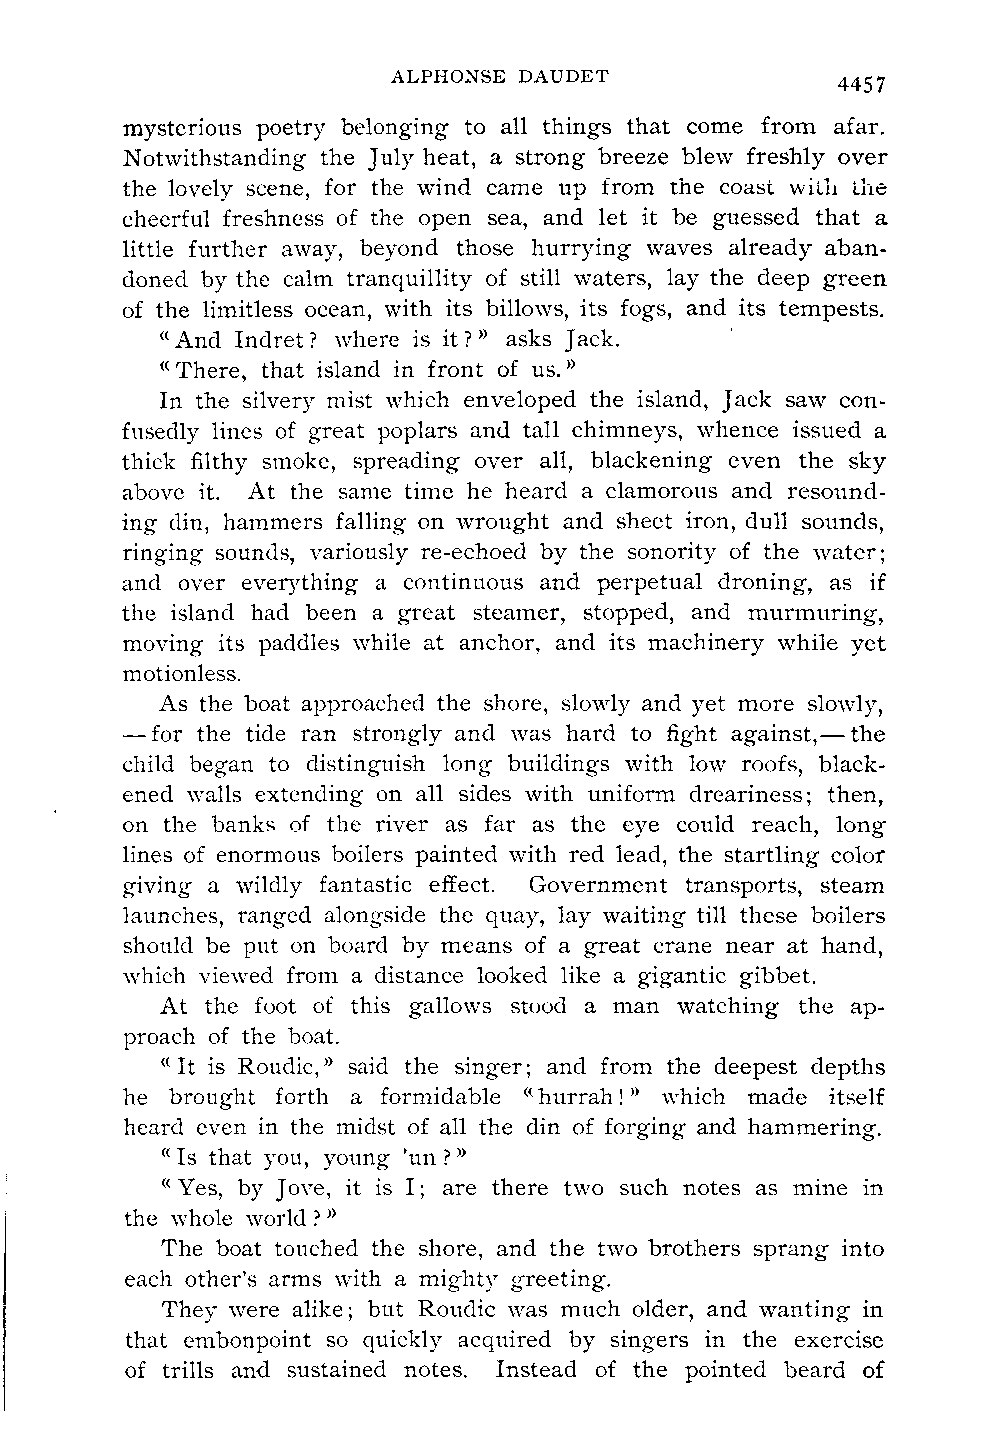 ALPHONSE DAUDET
4457
mysterious poetry belonging to all things that come from afar.
Notwithstanding the July heat, a strong breeze blew freshly over
the lovely scene, for the wind came up from the coast with the
cheerful freshness of the open sea, and let it be guessed that a
little further away, beyond those hurrying waves already aban-
doned by the calm tranquillity of still waters, lay the deep green
of the limitless ocean, with its billows, its fogs, and its tempests.
«And Indret? where is it?» asks Jack.
«There, that island in front of us.»
In the silvery mist which enveloped the island, Jack saw con-
fusedly lines of great poplars and tall chimneys, whence issued a
thick filthy smoke, spreading over all, blackening even the sky
above it. At the same time he heard a clamorous and resound-
ing din, hammers falling on wrought and sheet iron, dull sounds,
ringing sounds, variously re-echoed by the sonority of the water;
and over everything a continuous and perpetual droning, as if
the island had been a great steamer, stopped, and murmuring,
moving its paddles while at anchor, and its machinery while yet
motionless.
As the boat approached the shore, slowly and yet more slowly,
—for the tide ran strongly and was hard to fight against,—the
child began to distinguish long buildings with low roofs, black-
ened walls extending on all sides with uniform dreariness; then,
on the banks of the river as far as the eye could reach, long
lines of enormous boilers painted with red lead, the startling color
giving a wildly fantastic effect. Government transports, steam
launches, ranged alongside the quay, lay waiting till these boilers
should be put on board by means of a great crane near at hand,
which viewed from a distance looked like a gigantic gibbet.
At the foot of this gallows stood a man watching the ap-
proach of the boat.
«It is Roudic,» said the singer; and from the deepest depths
he brought forth a formidable «hurrah!» which made itself
heard even in the midst of all the din of forging and hammering.
«Is that you, young 'un?»
«Yes, by Jove, it is I; are there two such notes as mine in
the whole world?»
The boat touched the shore, and the two brothers sprang into
each other's arms with a mighty greeting.
They were alike; but Roudic was much older, and wanting in
that embonpoint so quickly acquired by singers in the exercise
of trills and sustained notes. Instead of the pointed beard of